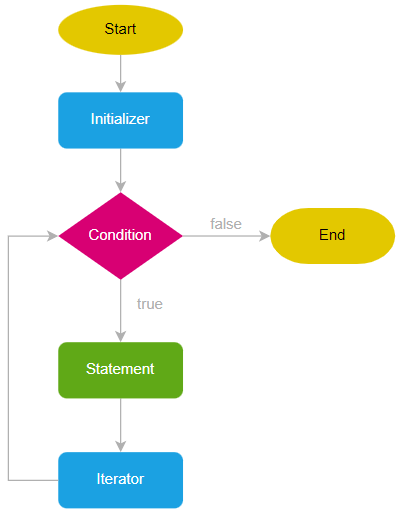 Start
Initializer
Condition
false
End
true
Statement
Iterator